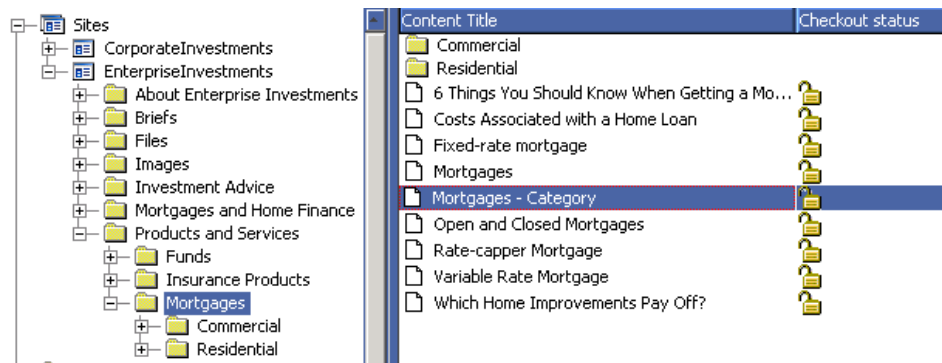 Sites
CorporateInvestments
EnterpriseInvestments
About Enterprise Investments
Briefs
Files
Images
Investment Advice
Mortgages and Home Finance
Products and Services
Funds
Insurance Products
Mortgages
Commercial
Residential
Content Title Checkout status
Commercial
Residential
6 Things You Should Know When Getting a Mo...
Costs Associated with a Home Loan
Fixed-rate mortgage
Mortgages
Mortgages - Category
Open and Closed Mortgages
Rate-capper Mortgage
Variable Rate Mortgage
Which Home Improvements Pay Off?